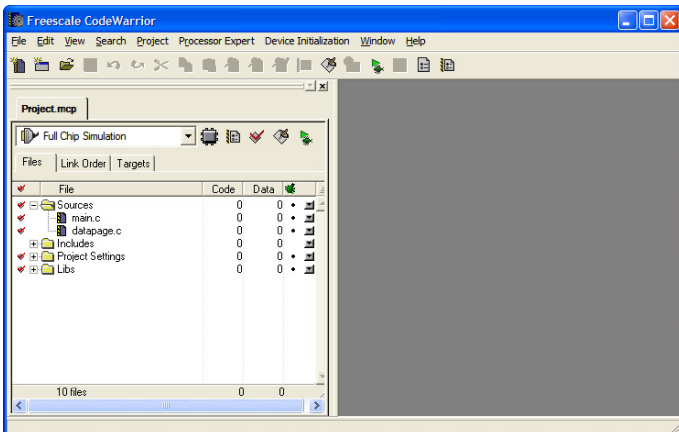 Freescale CodeWarrior
File Edit View Search Project Processor Expert Device Initialization Window Help
Project.mcp
Full Chip Simulation
Files Link Order Targets
File Code Data
Sources 0 0
main.c 0 0
datapage.c 0 0
Includes 0 0
Project Settings 0 0
Libs 0 0
10 files 0 0